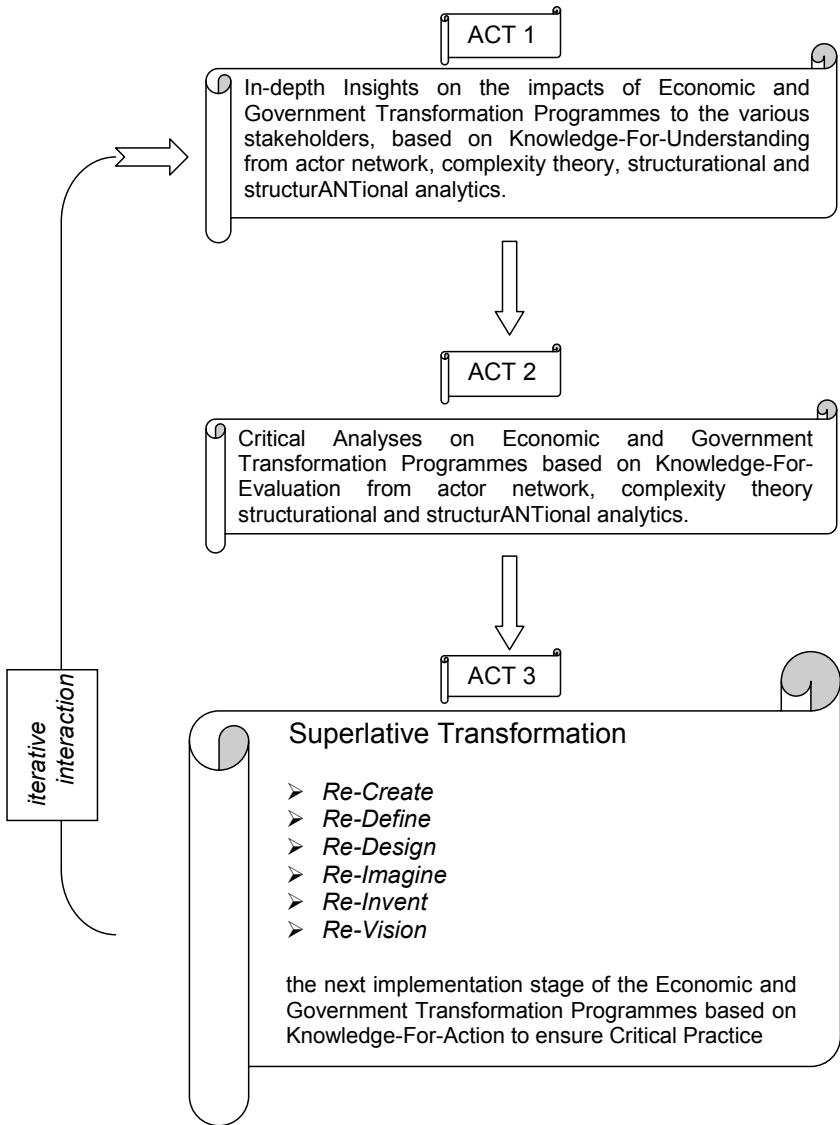 ACT 1
In-depth Insights on the impacts of Economic and
Government Transformation Programmes to the various
stakeholders, based on Knowledge-For-Understanding
from actor network, complexity theory, structurational and
structurANTional analytics.
ACT 2
Critical Analyses on Economic and Government
Transformation Programmes based on Knowledge-For-
Evaluation from actor network, complexity theory
structurational and structurANTional analytics.
ACT 3
iterative
interaction
Superlative Transformation
➢ Re-Create
➢ Re-Define
➢ Re-Design
➢ Re-Imagine
➢ Re-Invent
➢ Re-Vision
the next implementation stage of the Economic and
Government Transformation Programmes based on
Knowledge-For-Action to ensure Critical Practice